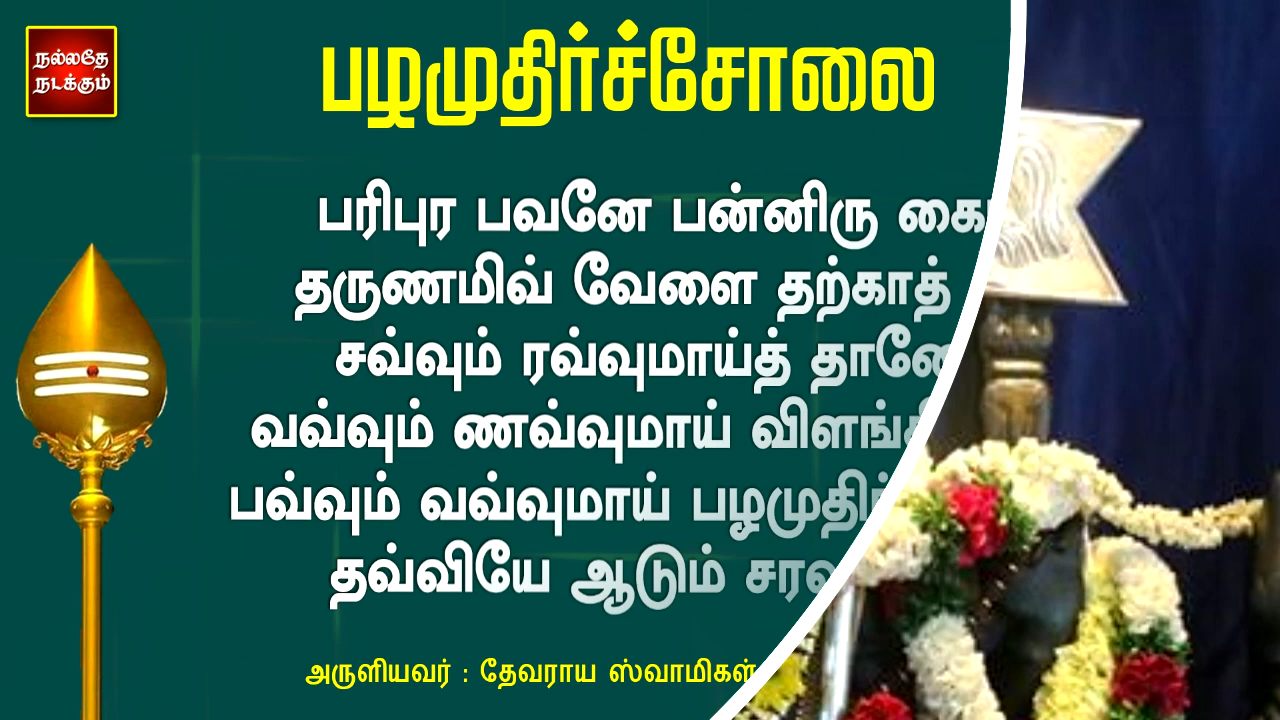 நல்லதே
நடக்கும்
பழமுதிர்ச்சோலை
பரிபுர பவனே பன்னிரு
தருணமிவ் வேளை தற்காத்
சவ்வும் ரவ்வுமாய்த்
வவ்வும் ணவ்வுமாய்
பவ்வும் வவ்வுமாய்
தவ்வியே ஆடும்
அருளியவர் : தேவராய ஸ்வாமிகள்